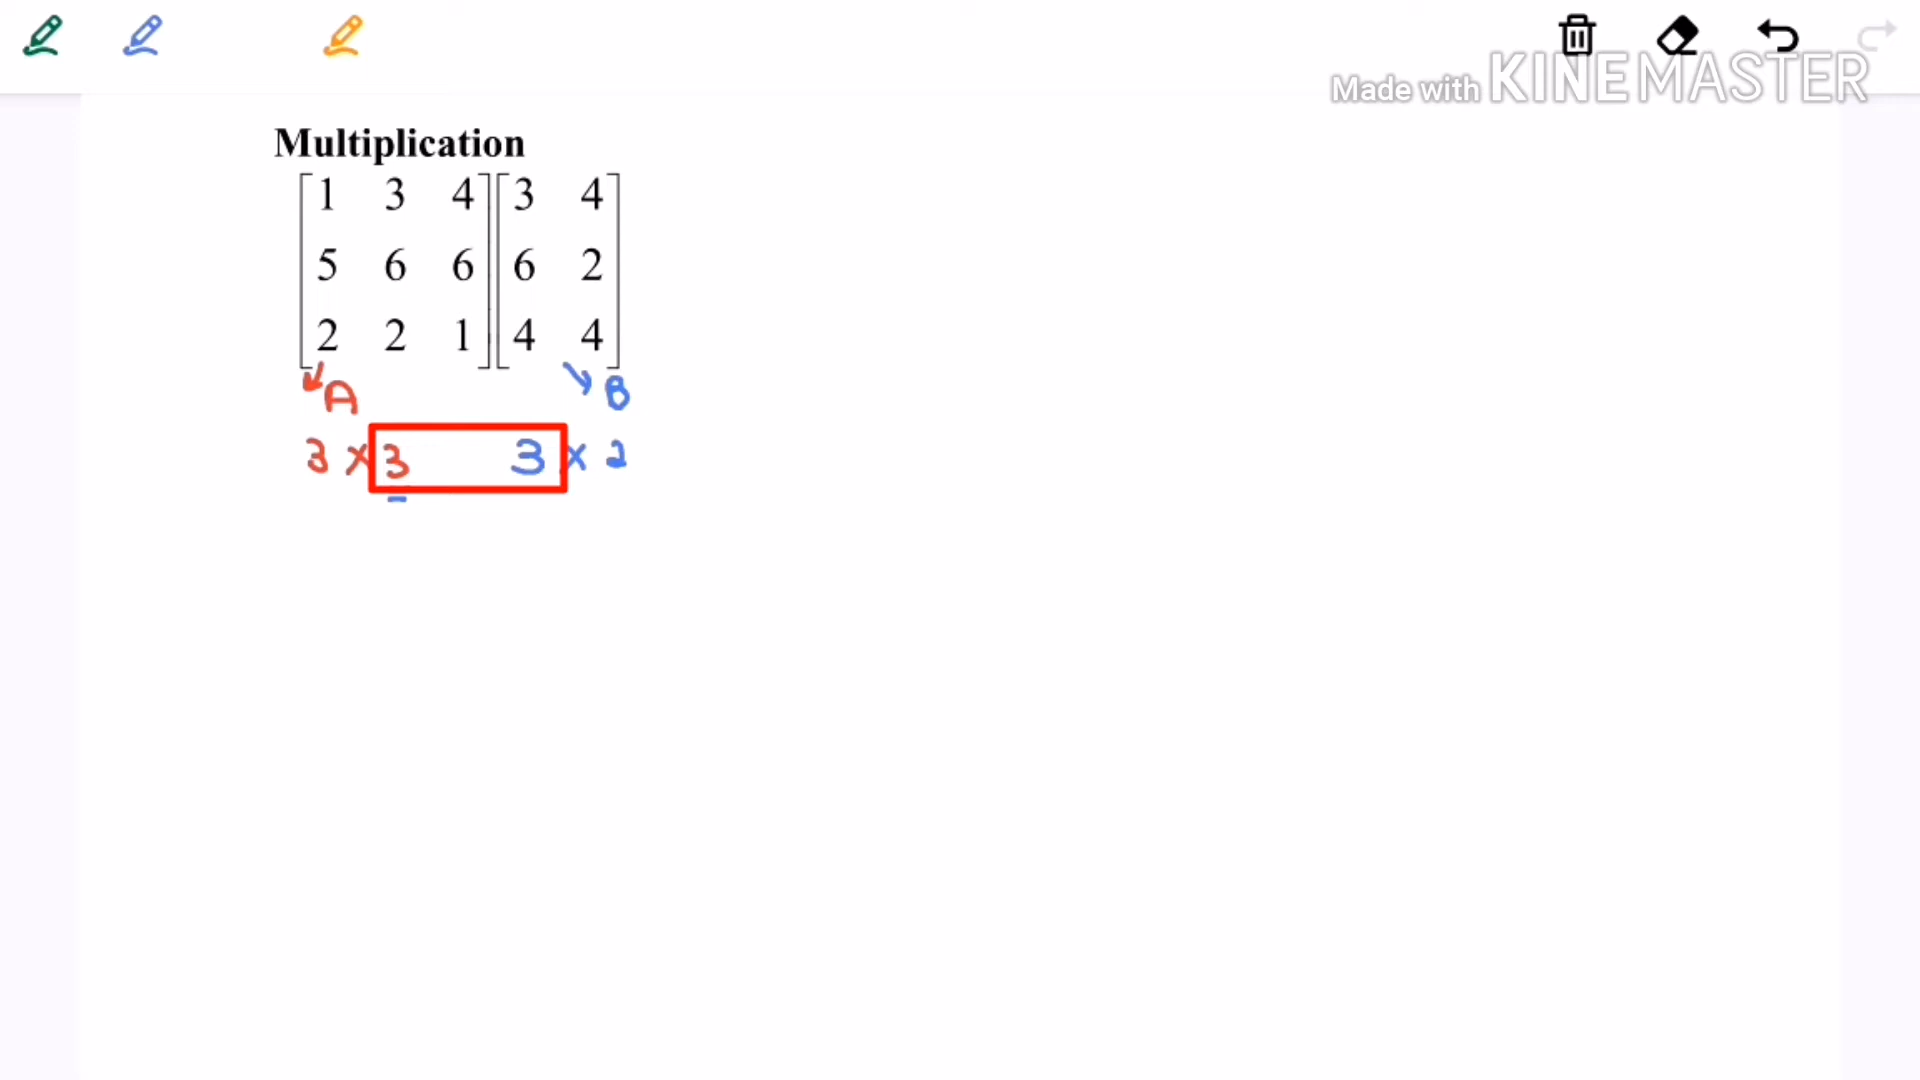 Made with KINEMASTER
Multiplication
1 3 4 3 4
5 6 6 6 2
2 2 1 4 4
A B
3 x 3 3 x 2